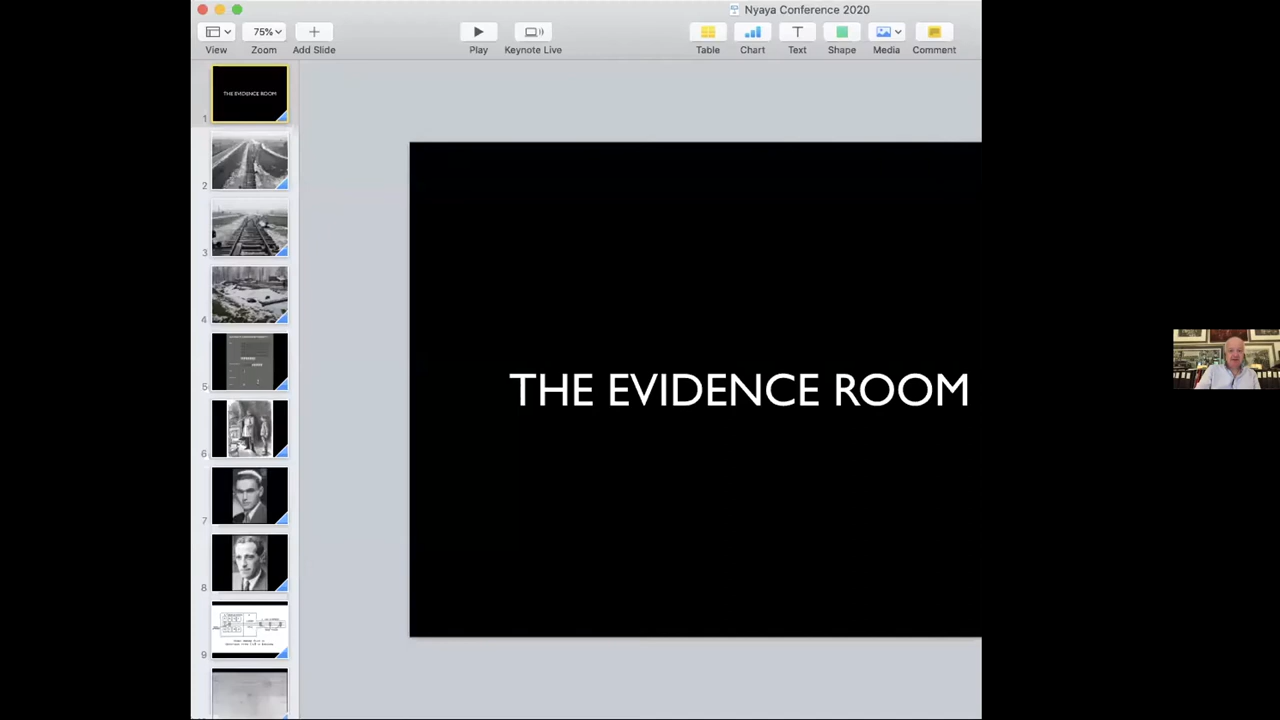 Nyaya Conference 2020
75%
View
Zoom
Add Slide
Play
Keynote Live
Table
Chart
Text
Shape
Media
Comment
THE EVIDENCE ROOM
1
2
3
4
5
6
7
8
9
THE EVIDENCE ROOM